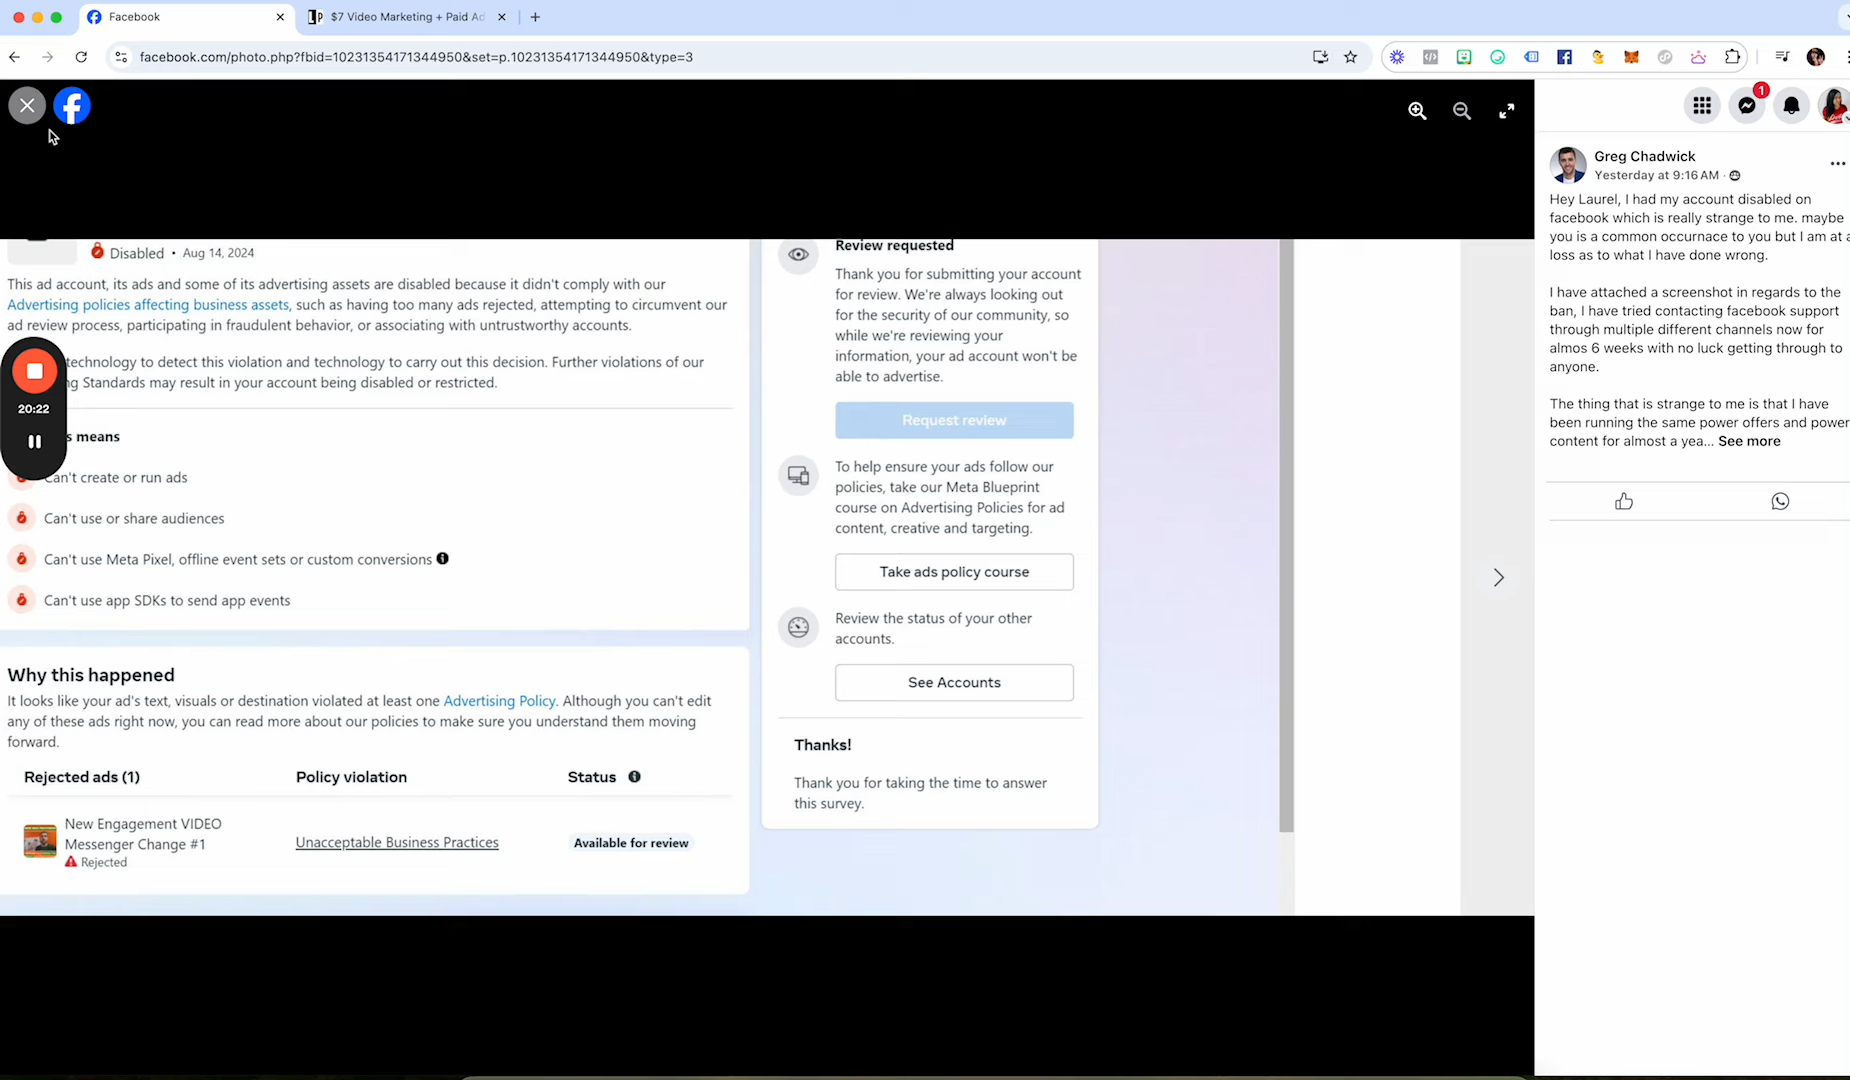 Facebook
$7 Video Marketing + Paid Ad
facebook.com/photo.php?fbid=10231354171344950&set=p.10231354171344950&type=3
1
Greg Chadwick
Yesterday at 9:16 AM ·
Hey Laurel, I had my account disabled on
facebook which is really strange to me. maybe
you is a common occurnace to you but I am at a
loss as to what I have done wrong.
I have attached a screenshot in regards to the
ban, I have tried contacting facebook support
through multiple different channels now for
almos 6 weeks with no luck getting through to
anyone.
The thing that is strange to me is that I have
been running the same power offers and power
content for almost a yea... See more
Disabled • Aug 14, 2024
This ad account, its ads and some of its advertising assets are disabled because it didn't comply with our
Advertising policies affecting business assets, such as having too many ads rejected, attempting to circumvent our
ad review process, participating in fraudulent behavior, or associating with untrustworthy accounts.
technology to detect this violation and technology to carry out this decision. Further violations of our
g Standards may result in your account being disabled or restricted.
20:22
s means
Can't create or run ads
Can't use or share audiences
Can't use Meta Pixel, offline event sets or custom conversions
Can't use app SDKs to send app events
Why this happened
It looks like your ad's text, visuals or destination violated at least one Advertising Policy. Although you can't edit
any of these ads right now, you can read more about our policies to make sure you understand them moving
forward.
Rejected ads (1) Policy violation Status
New Engagement VIDEO
Messenger Change #1
Rejected
Unacceptable Business Practices
Available for review
Review requested
Thank you for submitting your account
for review. We're always looking out
for the security of our community, so
while we're reviewing your
information, your ad account won't be
able to advertise.
Request review
To help ensure your ads follow our
policies, take our Meta Blueprint
course on Advertising Policies for ad
content, creative and targeting.
Take ads policy course
Review the status of your other
accounts.
See Accounts
Thanks!
Thank you for taking the time to answer
this survey.